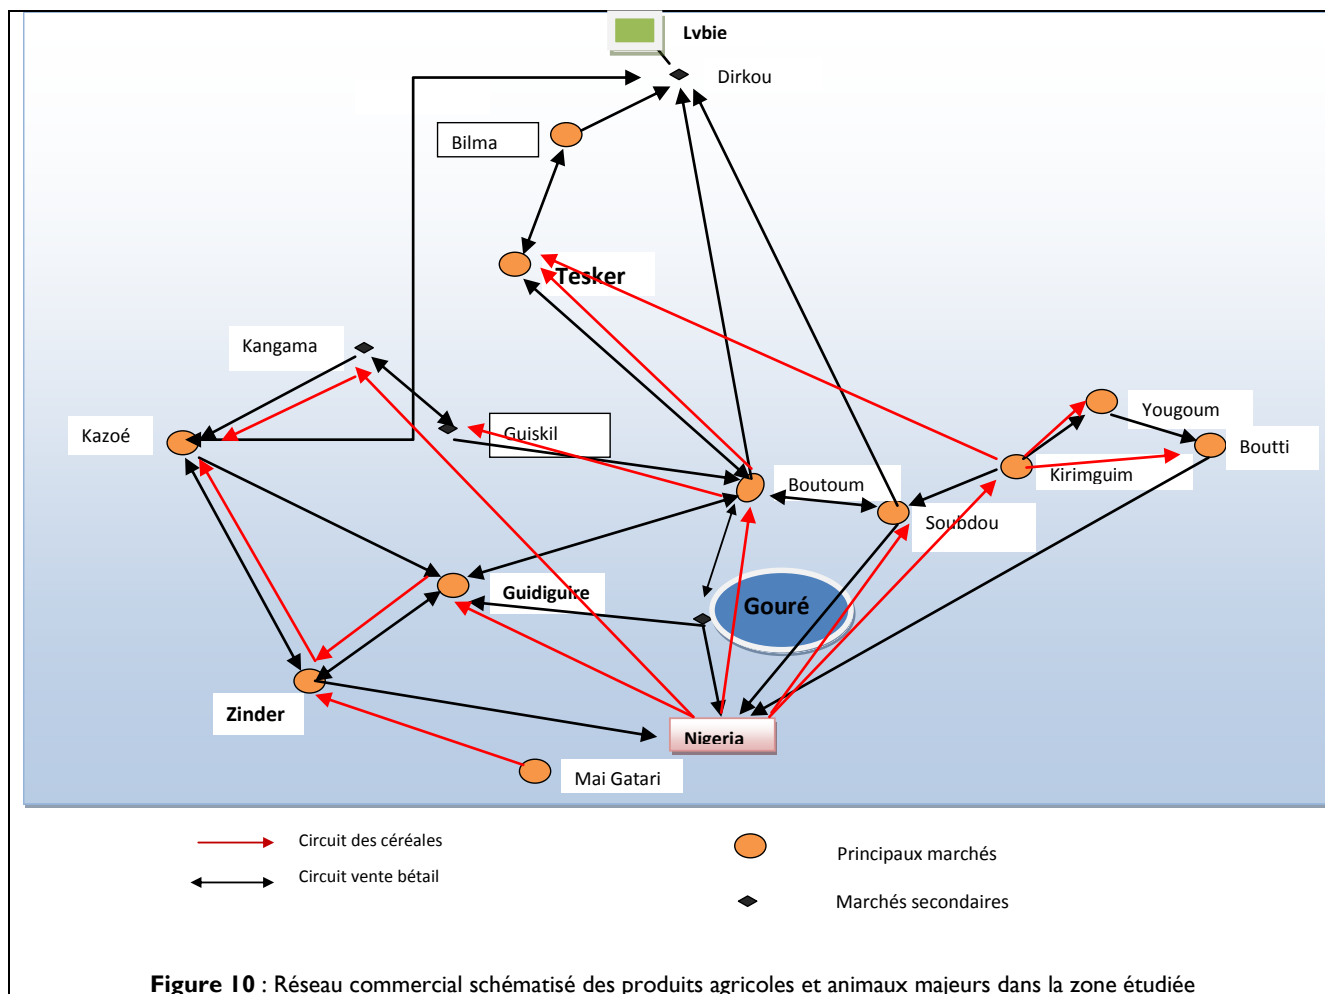 Lvbie
Dirkou
Bilma
Tesker
Kangama
Guiskil
Kazoé
Yougoum
Boutti
Kirimguim
Boutoum
Soubdou
Guidiguire
Gouré
Zinder
Nigeria
Mai Gatari
Circuit des céréales
Circuit vente bétail
Principaux marchés
Marchés secondaires
Figure 10 : Réseau commercial schématisé des produits agricoles et animaux majeurs dans la zone étudiée